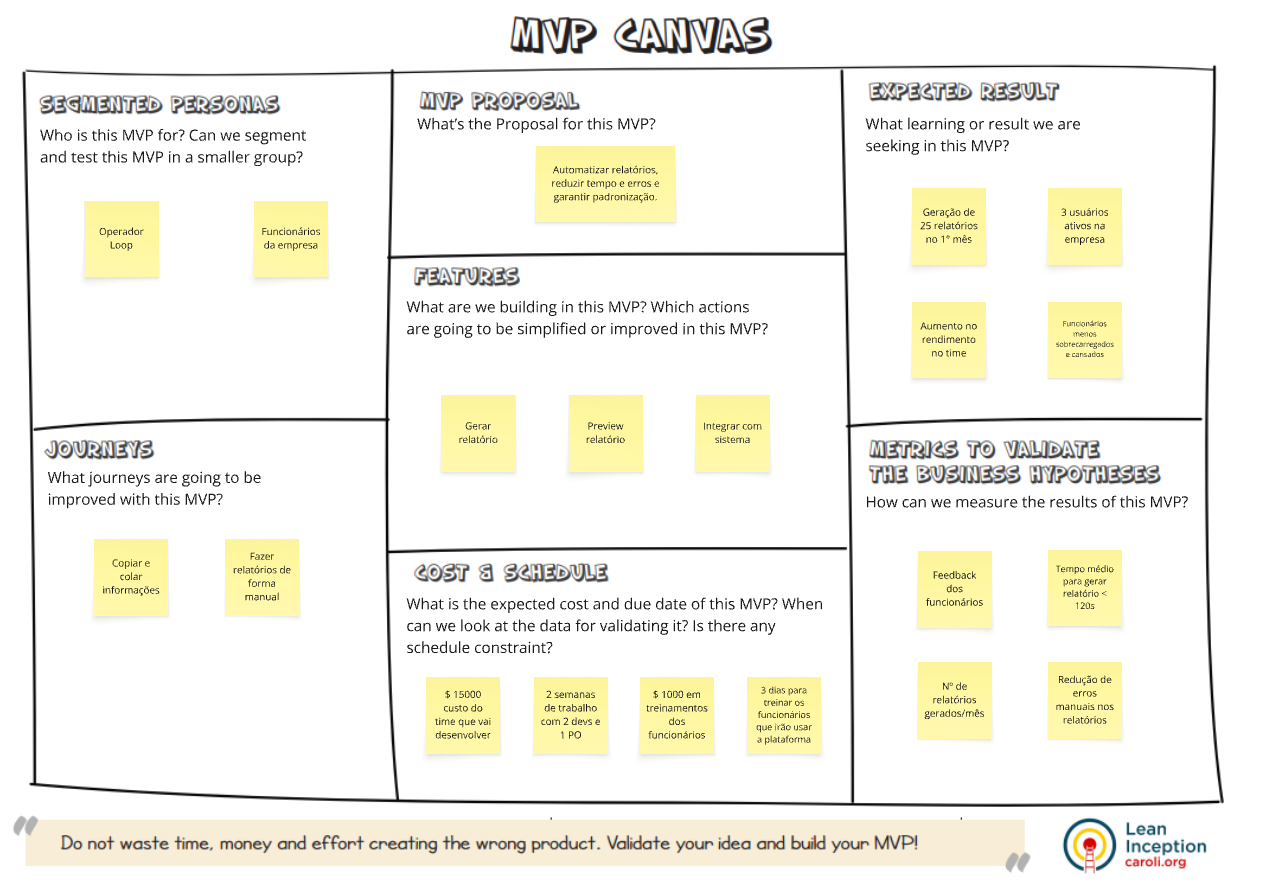 MVP CANVAS
SEGMENTED PERSONAS
Who is this MVP for? Can we segment
and test this MVP in a smaller group?
Operador
Loop
Funcionários
da empresa
MVP PROPOSAL
What's the Proposal for this MVP?
Automatizar relatórios,
reduzir tempo e erros e
garantir padronização.
EXPECTED RESULT
What learning or result we are
seeking in this MVP?
Geração de
25 relatórios
no 1° mês
3 usuários
ativos na
empresa
Aumento no
rendimento
no time
Funcionários
menos
sobrecarregados
e cansados
FEATURES
What are we building in this MVP? Which actions
are going to be simplified or improved in this MVP?
Gerar
relatório
Preview
relatório
Integrar com
sistema
JOURNEYS
What journeys are going to be
improved with this MVP?
Copiar e
colar
informações
Fazer
relatórios de
forma
manual
COST & SCHEDULE
What is the expected cost and due date of this MVP? When
can we look at the data for validating it? Is there any
schedule constraint?
$ 15000
custo do
time que vai
desenvolver
2 semanas
de trabalho
com 2 devs e
1 PO
$ 1000 em
treinamentos
dos
funcionários
3 dias para
treinar os
funcionários
que irão usar
a plataforma
METRICS TO VALIDATE
THE BUSINESS HYPOTHESES
How can we measure the results of this MVP?
Feedback
dos
funcionários
Tempo médio
para gerar
relatório <
120s
Nº de
relatórios
gerados/mês
Redução de
erros
manuais nos
relatórios
" Do not waste time, money and effort creating the wrong product. Validate your idea and build your MVP! "
Lean
Inception
caroli.org